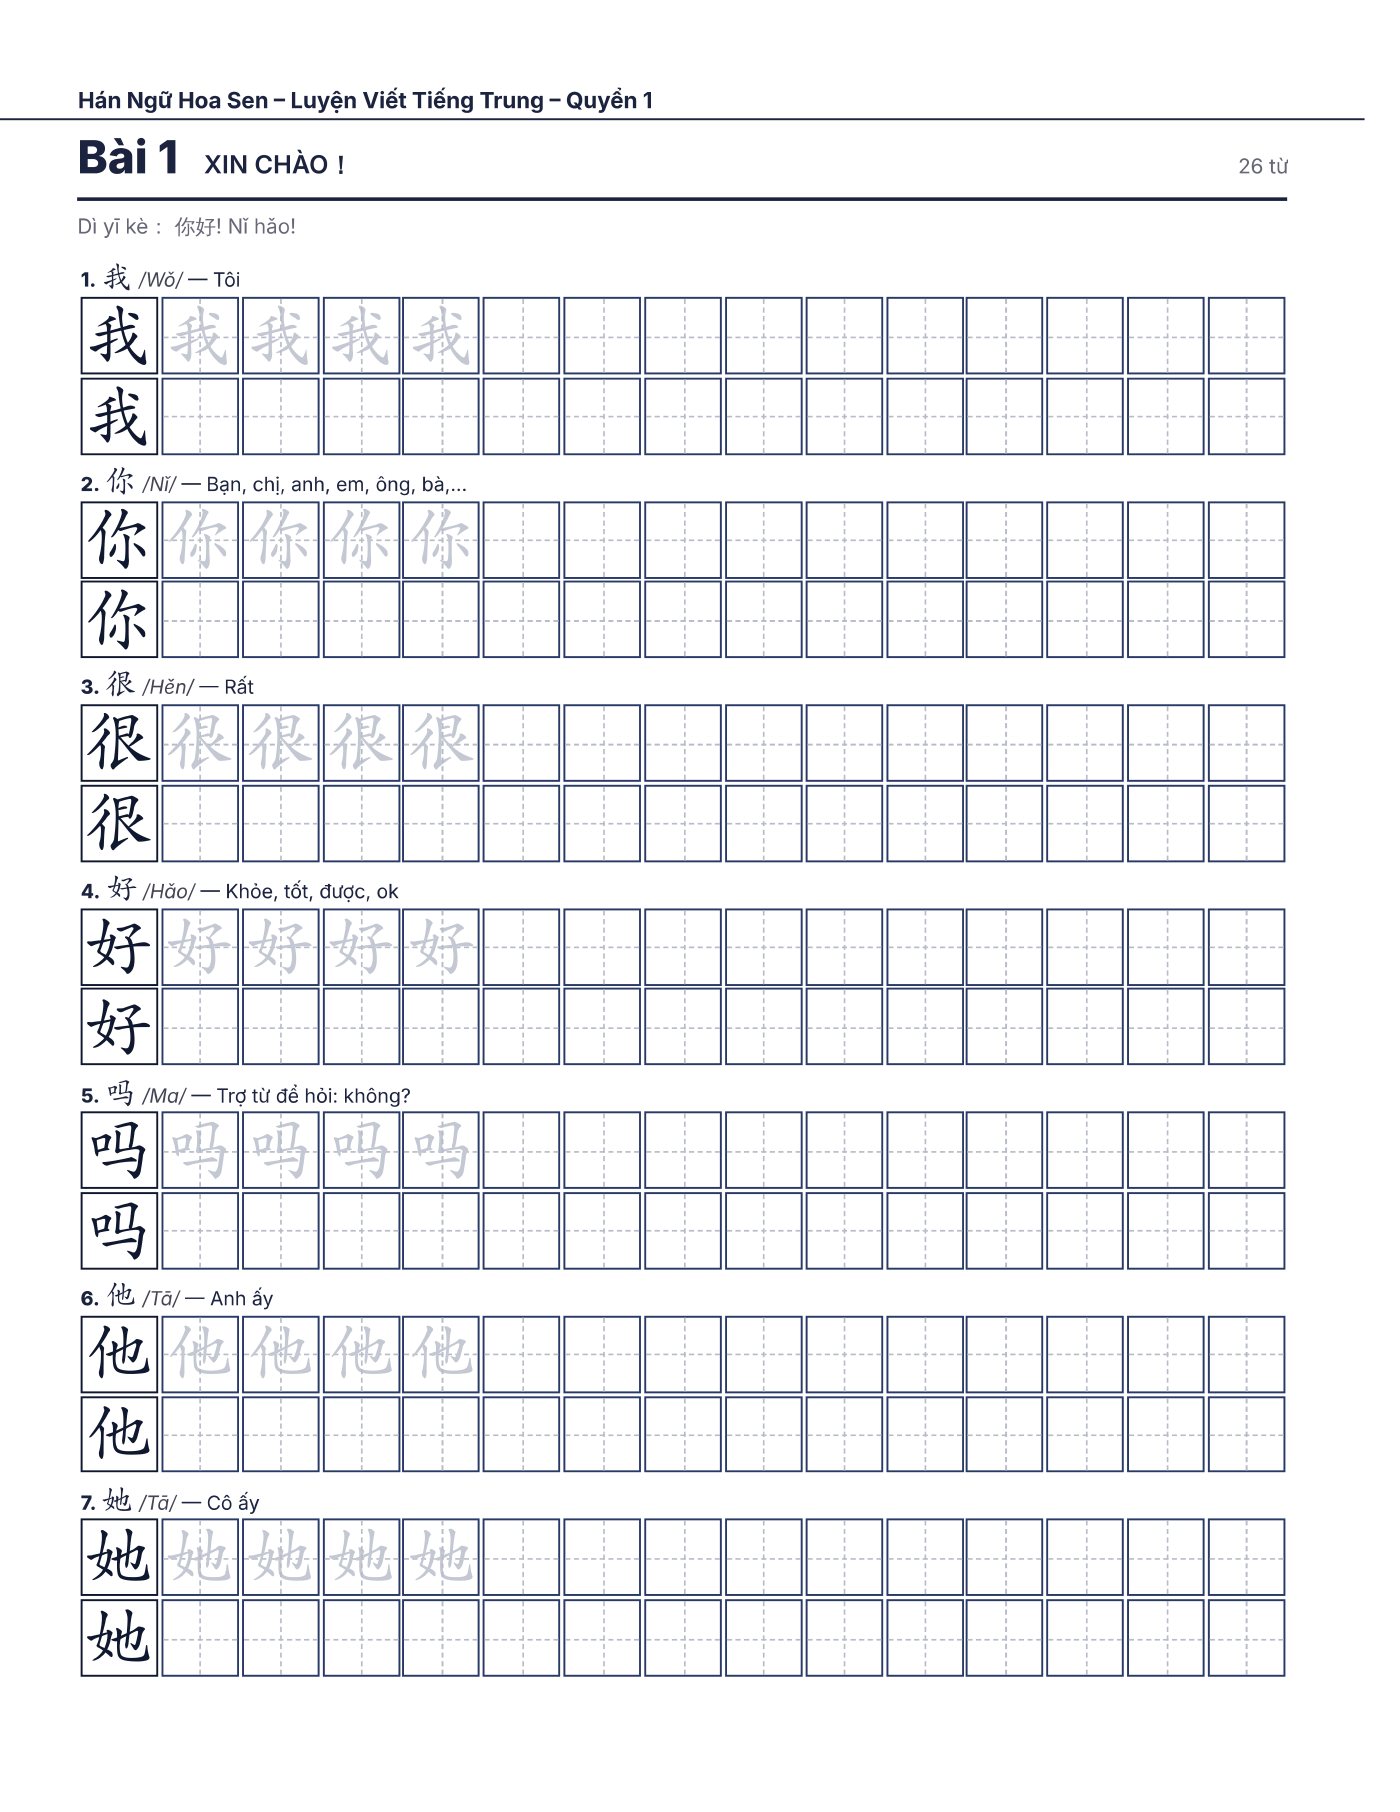 Hán Ngữ Hoa Sen – Luyện Viết Tiếng Trung – Quyển 1
Bài 1 XIN CHÀO !
26 từ
Dì yī kè : 你好! Nǐ hǎo!
1. 我 /Wǒ/ — Tôi
我 我 我 我 我
我
2. 你 /Nǐ/ — Bạn, chị, anh, em, ông, bà,...
你 你 你 你 你
你
3. 很 /Hěn/ — Rất
很 很 很 很 很
很
4. 好 /Hǎo/ — Khỏe, tốt, được, ok
好 好 好 好 好
好
5. 吗 /Ma/ — Trợ từ để hỏi: không?
吗 吗 吗 吗 吗
吗
6. 他 /Tā/ — Anh ấy
他 他 他 他 他
他
7. 她 /Tā/ — Cô ấy
她 她 她 她 她
她